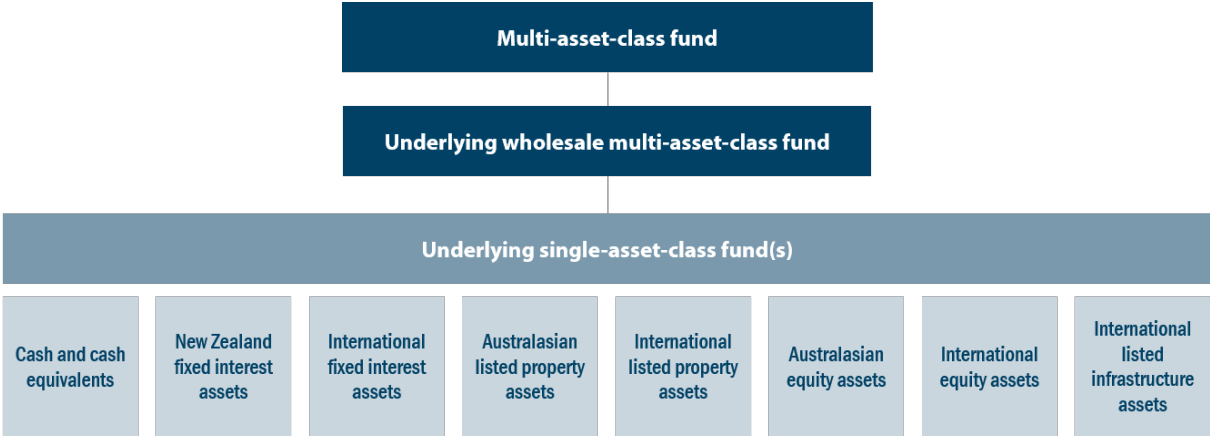 Multi-asset-class fund
Underlying wholesale multi-asset-class fund
Underlying single-asset-class fund(s)
Cash and cash
equivalents
New Zealand
fixed interest
assets
International
fixed interest
assets
Australasian
listed property
assets
International
listed property
assets
Australasian
equity assets
International
equity assets
International
listed
infrastructure
assets